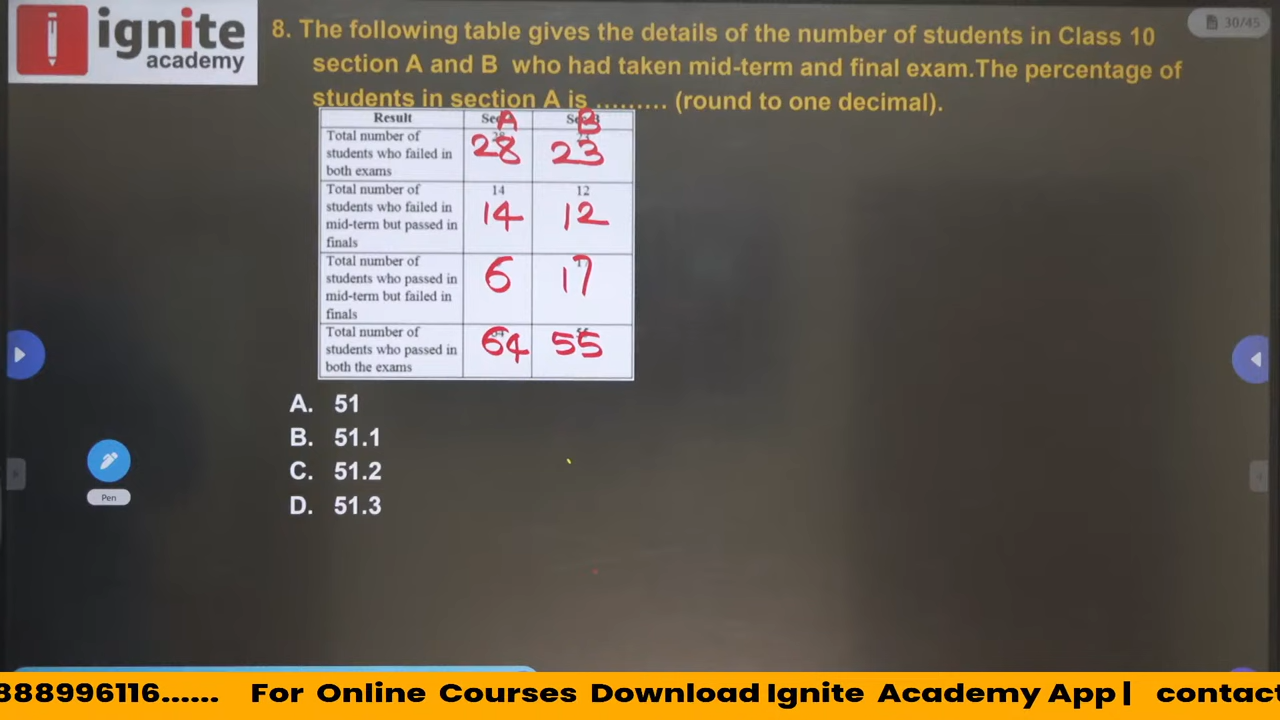 ignite
academy
30/45
8. The following table gives the details of the number of students in Class 10
section A and B who had taken mid-term and final exam.The percentage of
students in section A is ......... (round to one decimal).
Result A B
Total number of 28 23
students who failed in
both exams
Total number of 14 12
students who failed in 14 12
mid-term but passed in
finals
Total number of 6 17
students who passed in
mid-term but failed in
finals
Total number of 64 55
students who passed in
both the exams
A. 51
B. 51.1
C. 51.2
D. 51.3
Pen
888996116...... For Online Courses Download Ignite Academy App | contact